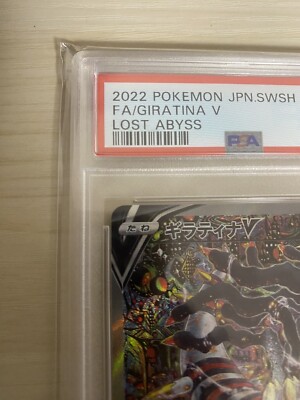 2022 POKEMON JPN.SWSH
FA/GIRATINA V
LOST ABYSS
PSA
たね
ギラティナV